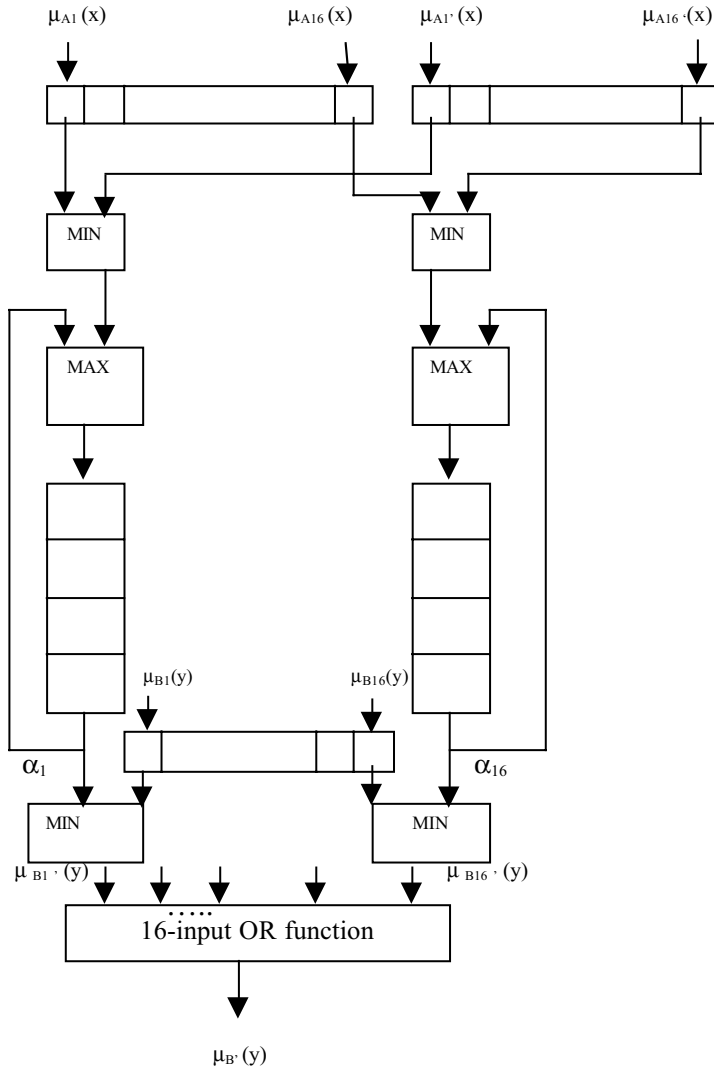 μA1 (x) μA16 (x) μA1' (x) μA16 '(x)
MIN MIN
MAX MAX
μB1(y) μB16(y)
α1 α16
MIN MIN
μ B1 ' (y) μ B16 ' (y)
.....
16-input OR function
μB' (y)